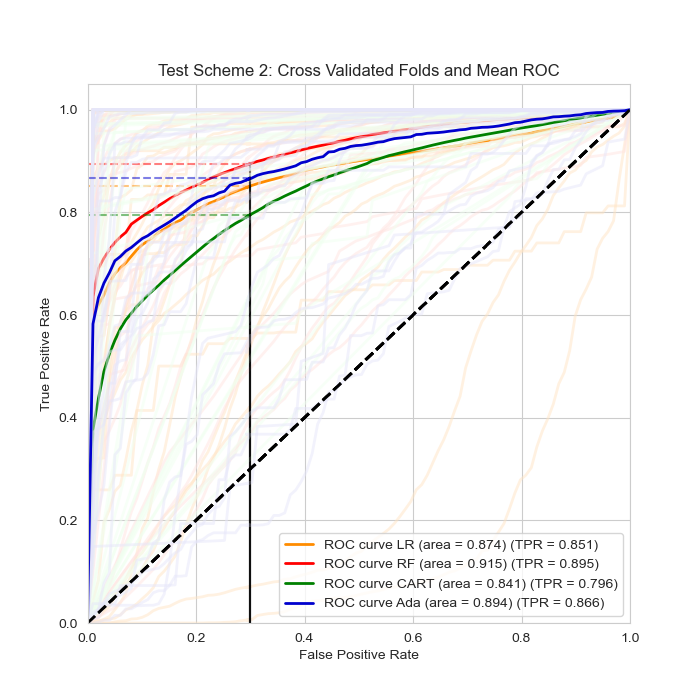 Test Scheme 2: Cross Validated Folds and Mean ROC
1.0
0.8
0.6
0.4
0.2
0.0
True Positive Rate
ROC curve LR (area = 0.874) (TPR = 0.851)
ROC curve RF (area = 0.915) (TPR = 0.895)
ROC curve CART (area = 0.841) (TPR = 0.796)
ROC curve Ada (area = 0.894) (TPR = 0.866)
0.0 0.2 0.4 0.6 0.8 1.0
False Positive Rate